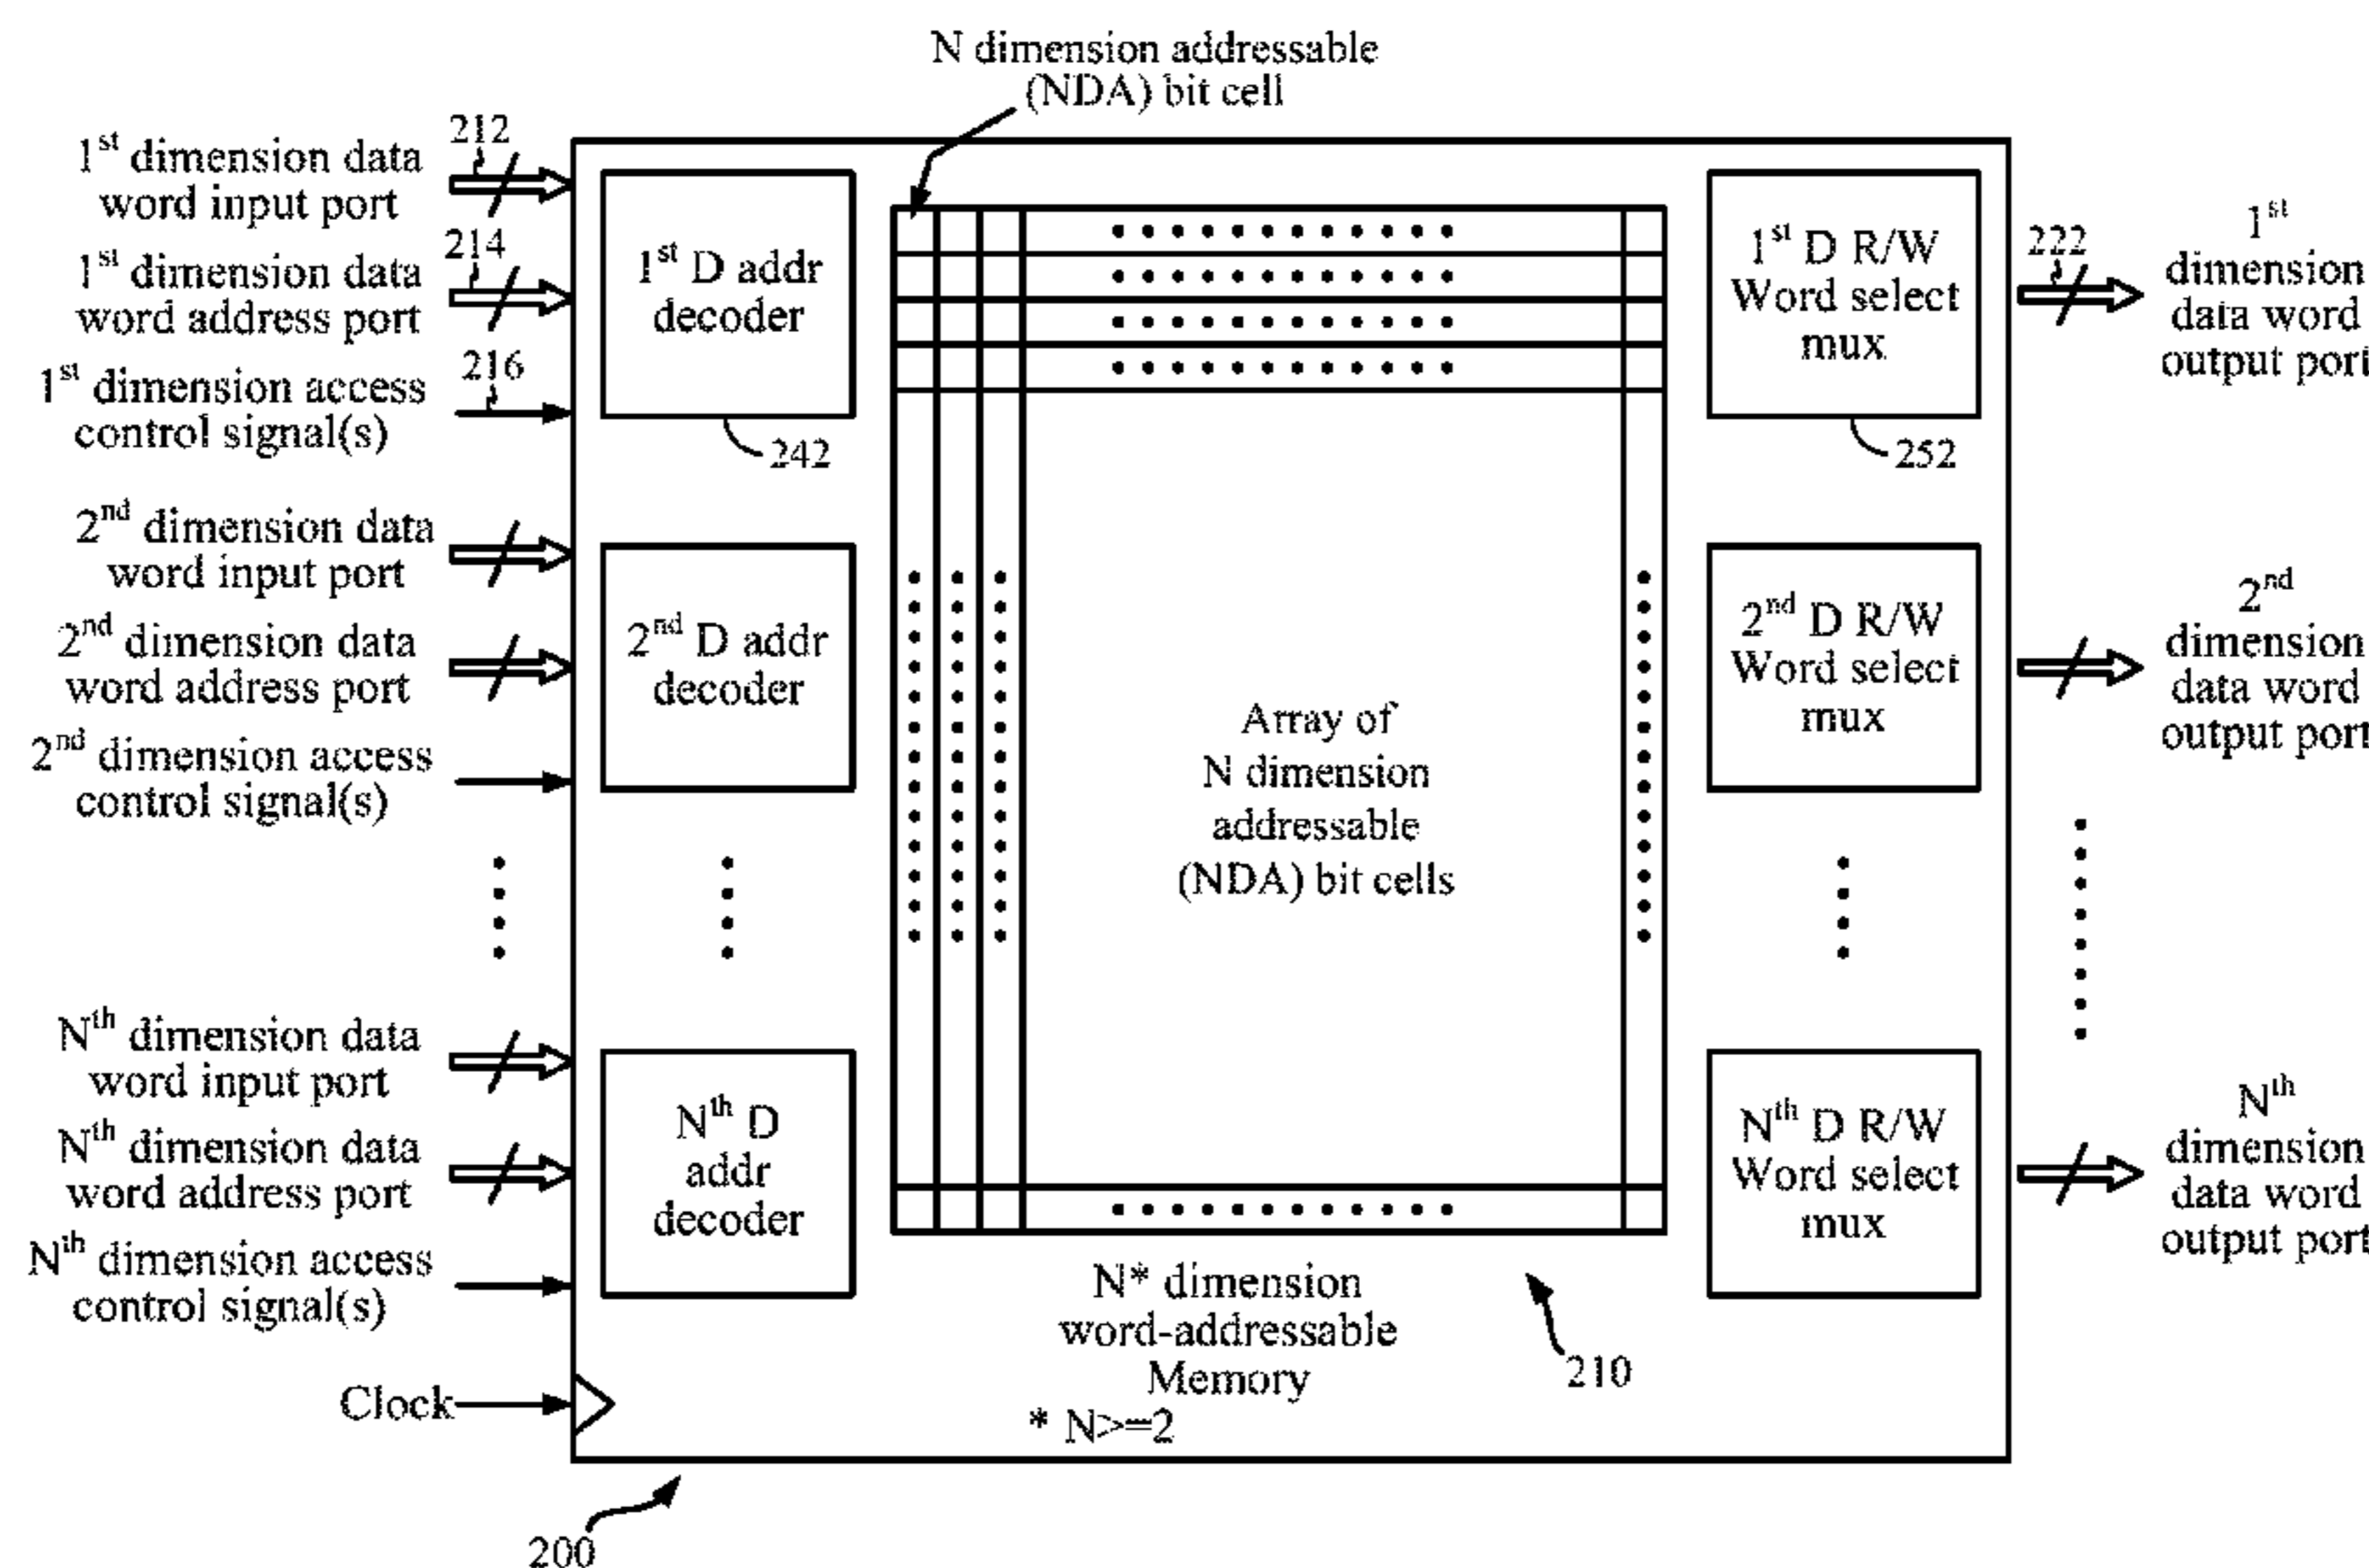 N dimension addressable
(NDA) bit cell
1st dimension data
word input port
212
1st dimension data
word address port
214
1st dimension access
control signal(s)
216
2nd dimension data
word input port
2nd dimension data
word address port
2nd dimension access
control signal(s)
Nth dimension data
word input port
Nth dimension data
word address port
Nth dimension access
control signal(s)
Clock
1st D addr
decoder
242
2nd D addr
decoder
Nth D
addr
decoder
Array of
N dimension
addressable
(NDA) bit cells
N* dimension
word-addressable
Memory
* N>=2
210
200
1st D R/W
Word select
mux
252
2nd D R/W
Word select
mux
Nth D R/W
Word select
mux
222
1st
dimension
data word
output port
2nd
dimension
data word
output port
Nth
dimension
data word
output port